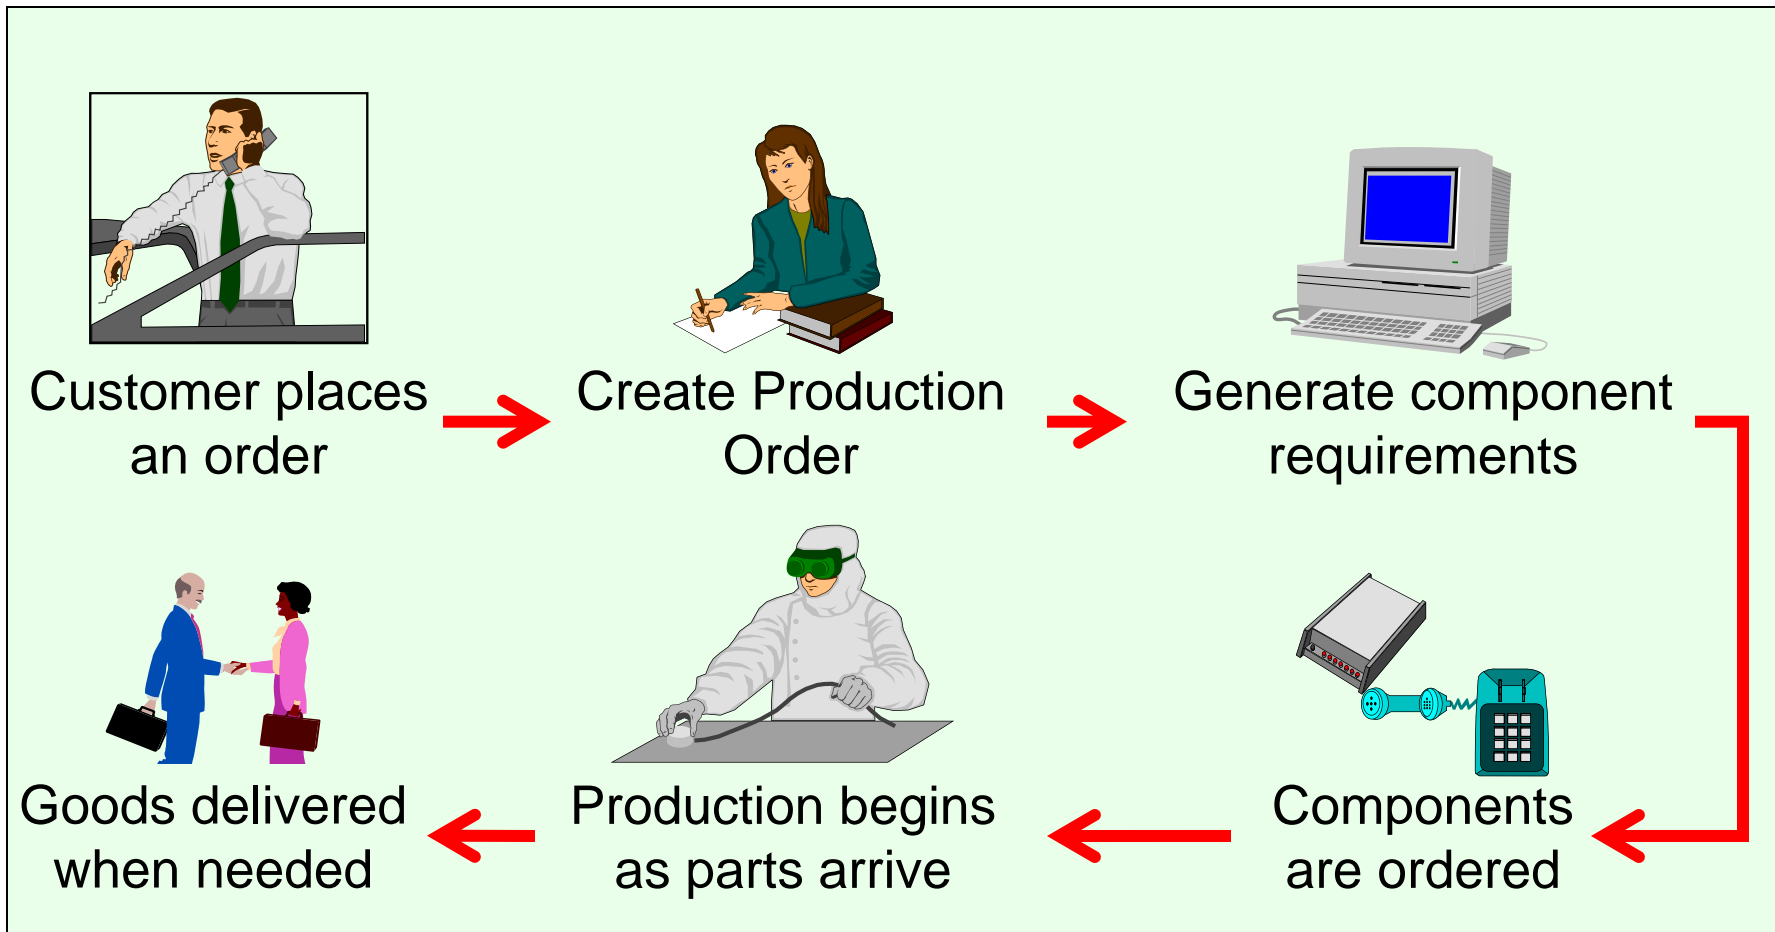 Customer places
an order
Create Production
Order
Generate component
requirements
Components
are ordered
Production begins
as parts arrive
Goods delivered
when needed